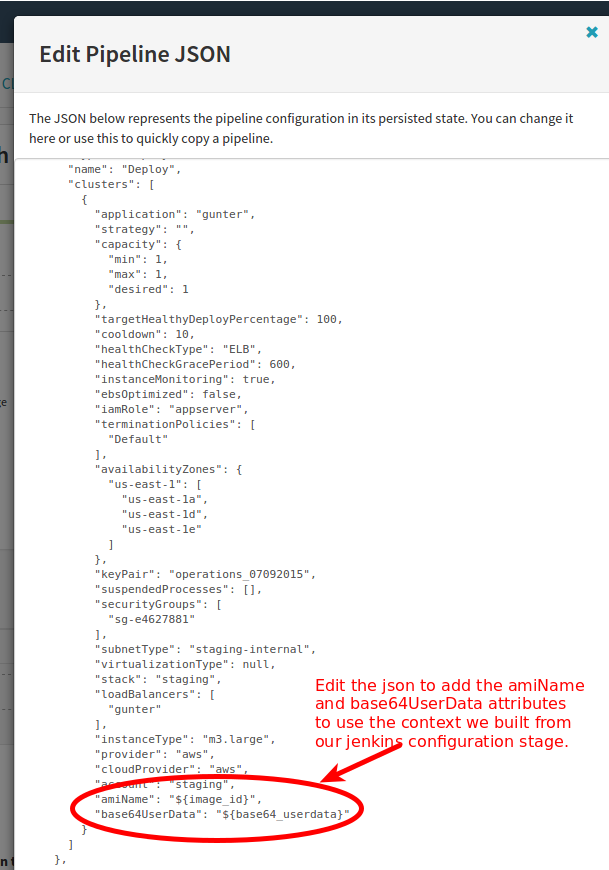 Edit Pipeline JSON
The JSON below represents the pipeline configuration in its persisted state. You can change it
here or use this to quickly copy a pipeline.
"name": "Deploy",
"clusters": [
{
"application": "gunter",
"strategy": "",
"capacity": {
"min": 1,
"max": 1,
"desired": 1
},
"targetHealthyDeployPercentage": 100,
"cooldown": 10,
"healthCheckType": "ELB",
"healthCheckGracePeriod": 600,
"instanceMonitoring": true,
"ebsOptimized": false,
"iamRole": "appserver",
"terminationPolicies": [
"Default"
],
"availabilityZones": {
"us-east-1": [
"us-east-1a",
"us-east-1d",
"us-east-1e"
]
},
"keyPair": "operations_07092015",
"suspendedProcesses": [],
"securityGroups": [
"sg-e4627881"
],
"subnetType": "staging-internal",
"virtualizationType": null,
"stack": "staging",
"loadBalancers": [
"gunter"
],
"instanceType": "m3.large",
"provider": "aws",
"cloudProvider": "aws",
"account": "staging",
"amiName": "${image_id}",
"base64UserData": "${base64_userdata}"
}
]
},
Edit the json to add the amiName
and base64UserData attributes
to use the context we built from
our jenkins configuration stage.